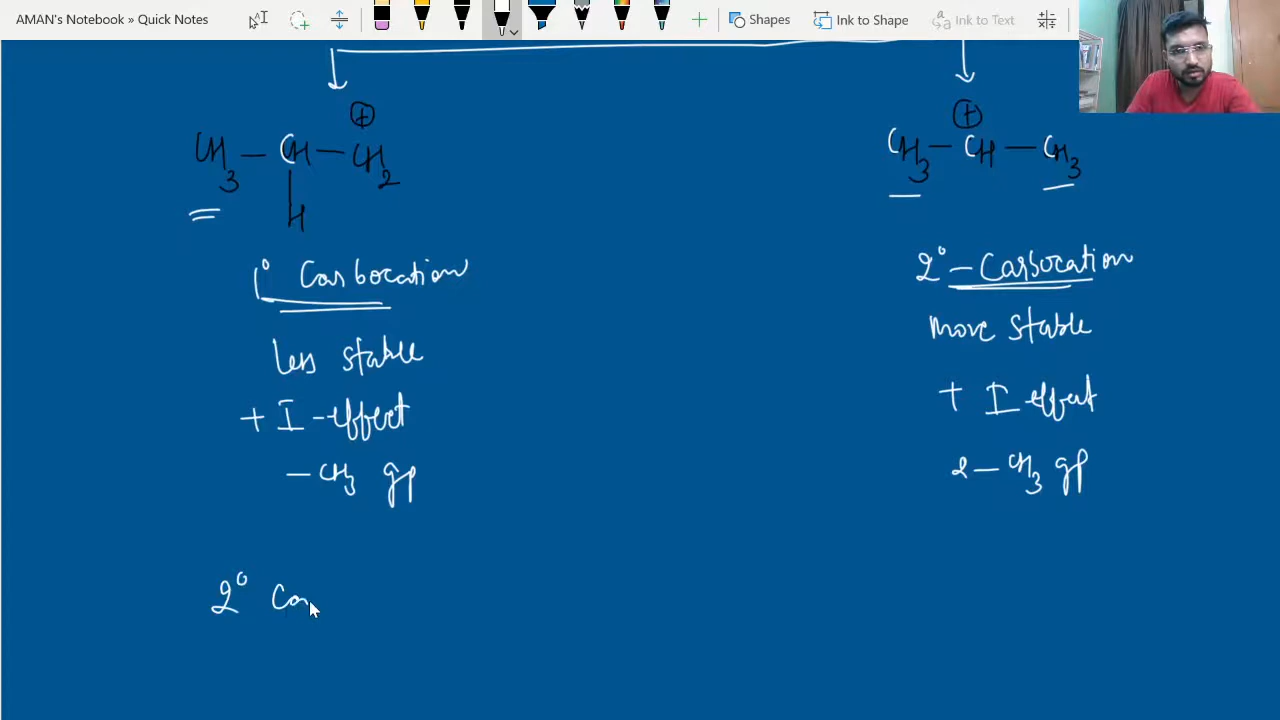 AMAN's Notebook » Quick Notes
Shapes
Ink to Shape
Ink to Text
CH3 — CH — CH2
+
H
1° Carbocation
less stable
+ I - effect
— CH3 gp
CH3 — CH — CH3
+
2° - Carbocation
more stable
+ I effect
2 — CH3 gp
2° Ca